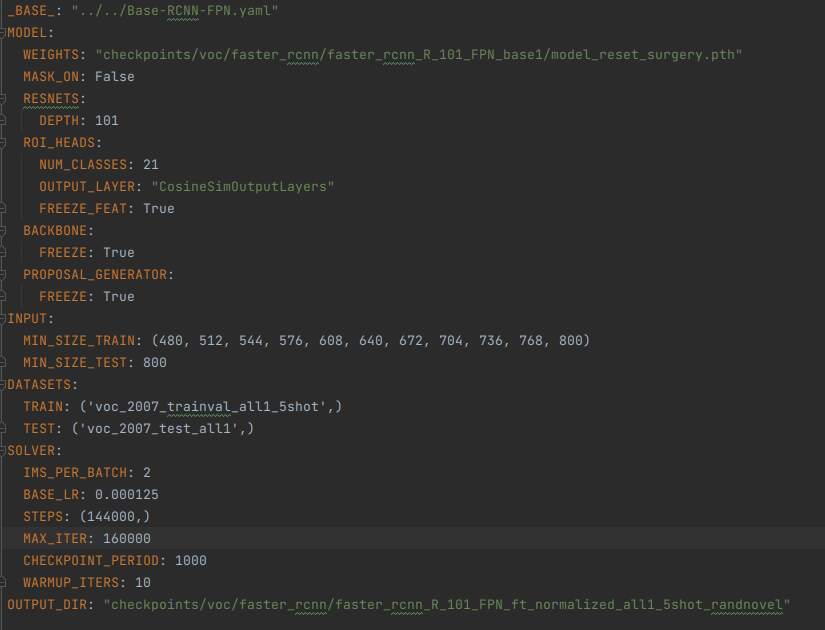 _BASE_: "../../Base-RCNN-FPN.yaml"
MODEL:
  WEIGHTS: "checkpoints/voc/faster_rcnn/faster_rcnn_R_101_FPN_base1/model_reset_surgery.pth"
  MASK_ON: False
  RESNETS:
    DEPTH: 101
  ROI_HEADS:
    NUM_CLASSES: 21
    OUTPUT_LAYER: "CosineSimOutputLayers"
    FREEZE_FEAT: True
  BACKBONE:
    FREEZE: True
  PROPOSAL_GENERATOR:
    FREEZE: True
INPUT:
  MIN_SIZE_TRAIN: (480, 512, 544, 576, 608, 640, 672, 704, 736, 768, 800)
  MIN_SIZE_TEST: 800
DATASETS:
  TRAIN: ('voc_2007_trainval_all1_5shot',)
  TEST: ('voc_2007_test_all1',)
SOLVER:
  IMS_PER_BATCH: 2
  BASE_LR: 0.000125
  STEPS: (144000,)
  MAX_ITER: 160000
  CHECKPOINT_PERIOD: 1000
  WARMUP_ITERS: 10
OUTPUT_DIR: "checkpoints/voc/faster_rcnn/faster_rcnn_R_101_FPN_ft_normalized_all1_5shot_randnovel"